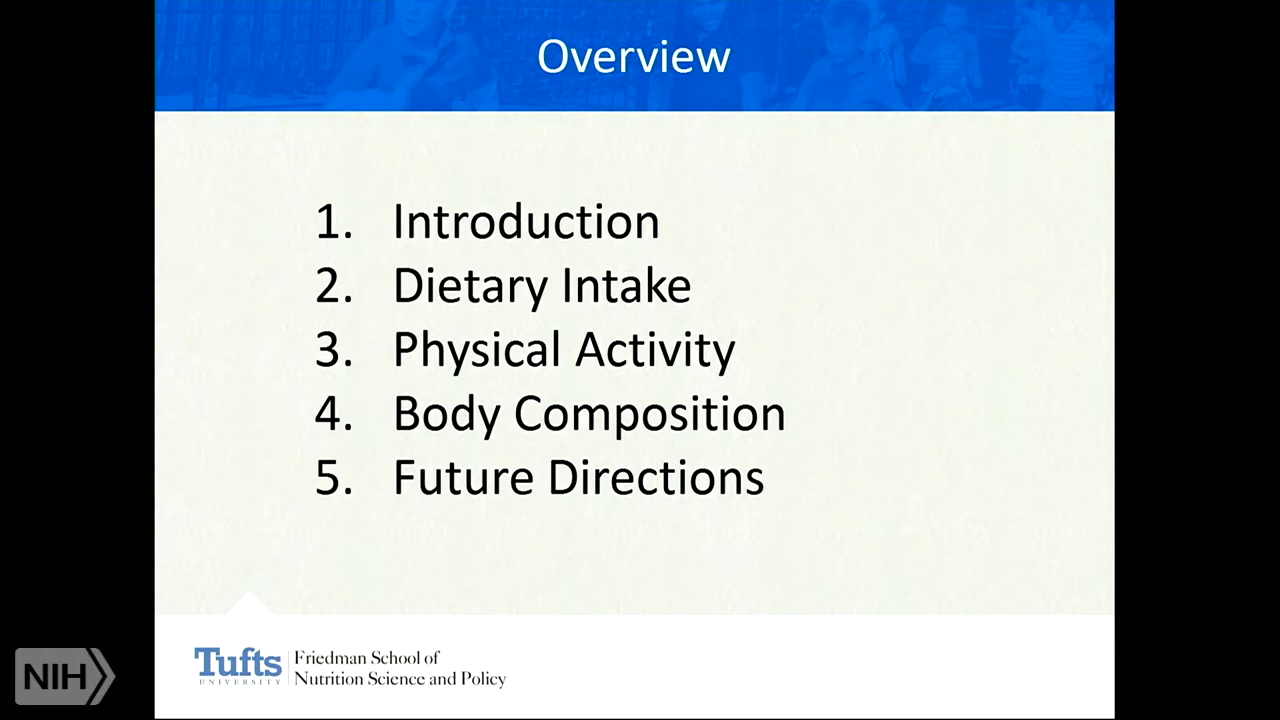 Overview
1. Introduction
2. Dietary Intake
3. Physical Activity
4. Body Composition
5. Future Directions
Tufts
UNIVERSITY
Friedman School of
Nutrition Science and Policy
NIH